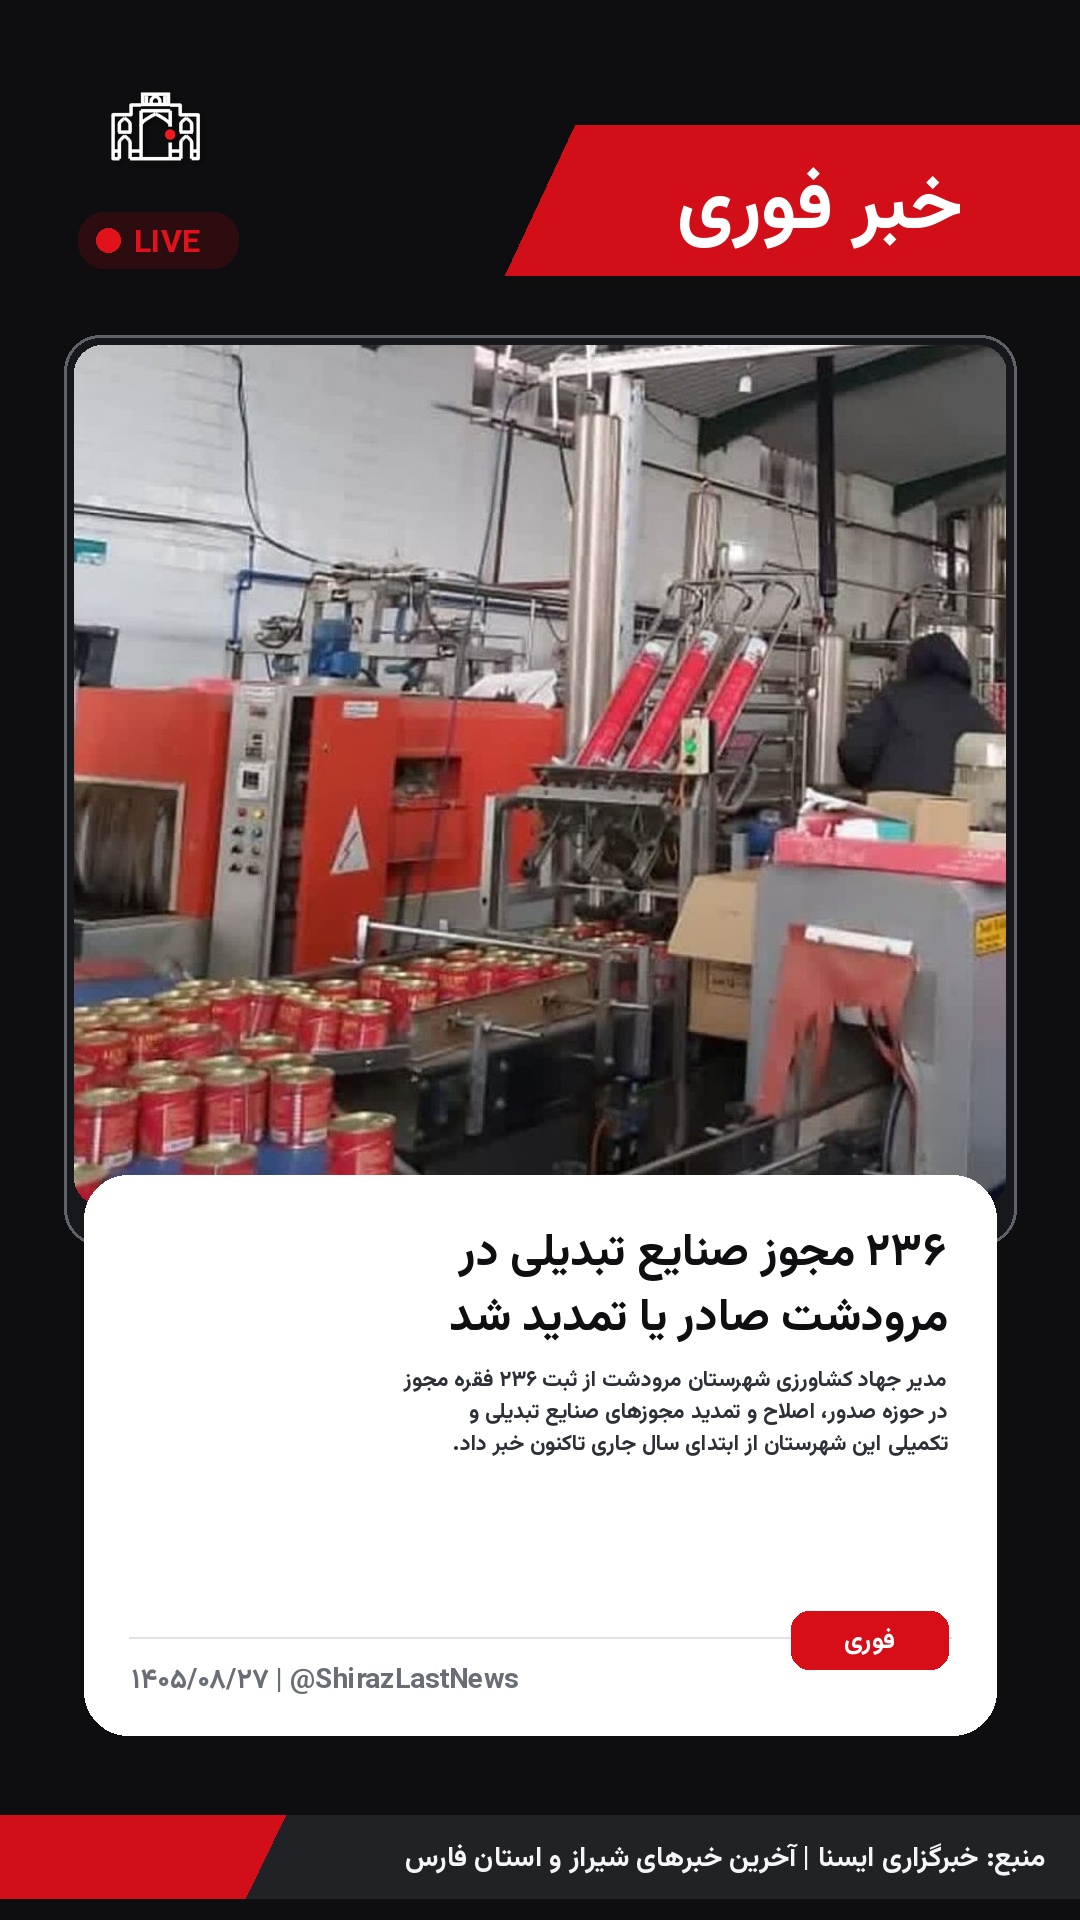 خبر فوری
LIVE
۲۳۶ مجوز صنایع تبدیلی در
مرودشت صادر یا تمدید شد
مدیر جهاد کشاورزی شهرستان مرودشت از ثبت ۲۳۶ فقره مجوز
در حوزه صدور، اصلاح و تمدید مجوزهای صنایع تبدیلی و
تکمیلی این شهرستان از ابتدای سال جاری تاکنون خبر داد.
فوری
۱۴۰۵/۰۸/۲۷ | @ShirazLastNews
منبع: خبرگزاری ایسنا | آخرین خبرهای شیراز و استان فارس